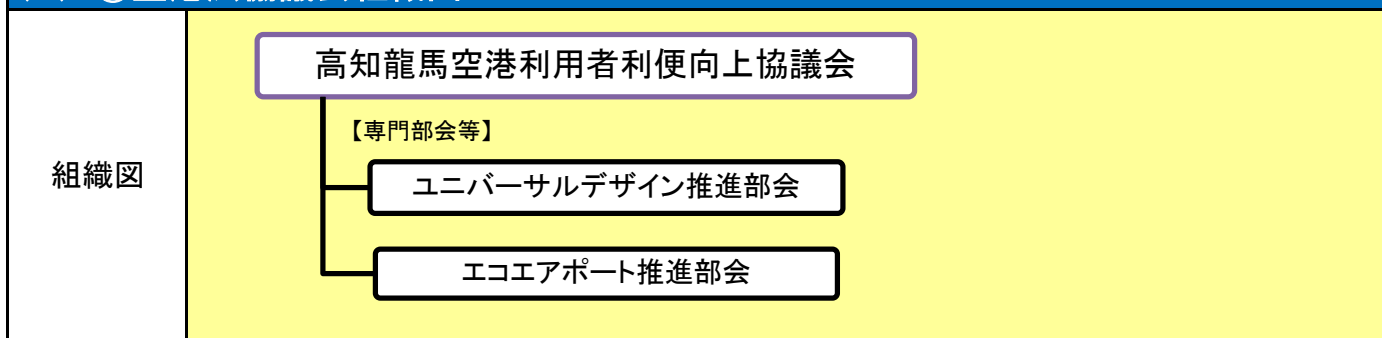 組織図
高知龍馬空港利用者利便向上協議会
【専門部会等】
ユニバーサルデザイン推進部会
エコエアポート推進部会